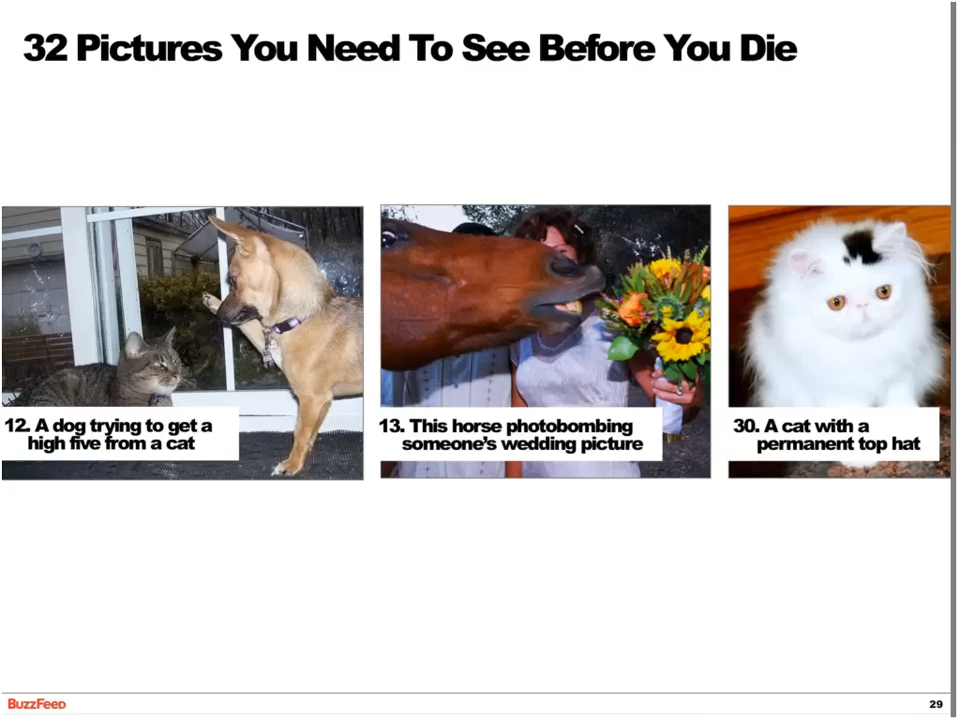 32 Pictures You Need To See Before You Die
12. A dog trying to get a
high five from a cat
13. This horse photobombing
someone's wedding picture
30. A cat with a
permanent top hat
BuzzFeed
29